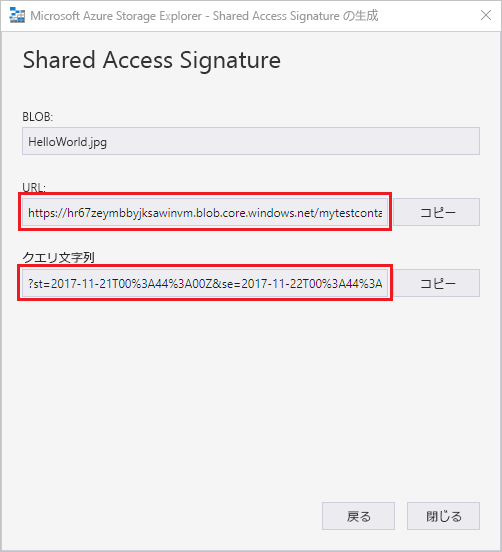 Microsoft Azure Storage Explorer - Shared Access Signature の生成
Shared Access Signature
BLOB:
HelloWorld.jpg
URL:
https://hr67zeymbbyjksawinvm.blob.core.windows.net/mytestconta
コピー
クエリ文字列
?st=2017-11-21T00%3A44%3A00Z&se=2017-11-22T00%3A44%3A
コピー
戻る
閉じる